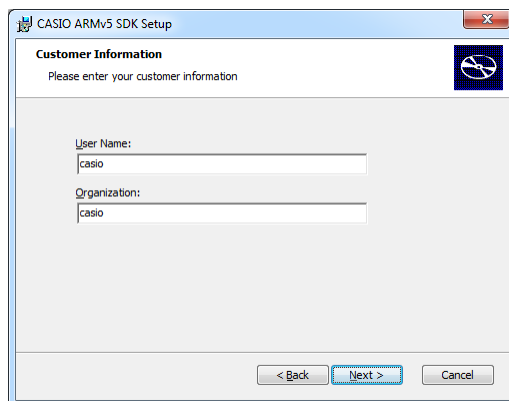 CASIO ARMv5 SDK Setup
Customer Information
Please enter your customer information
User Name:
casio
Organization:
casio
< Back Next > Cancel